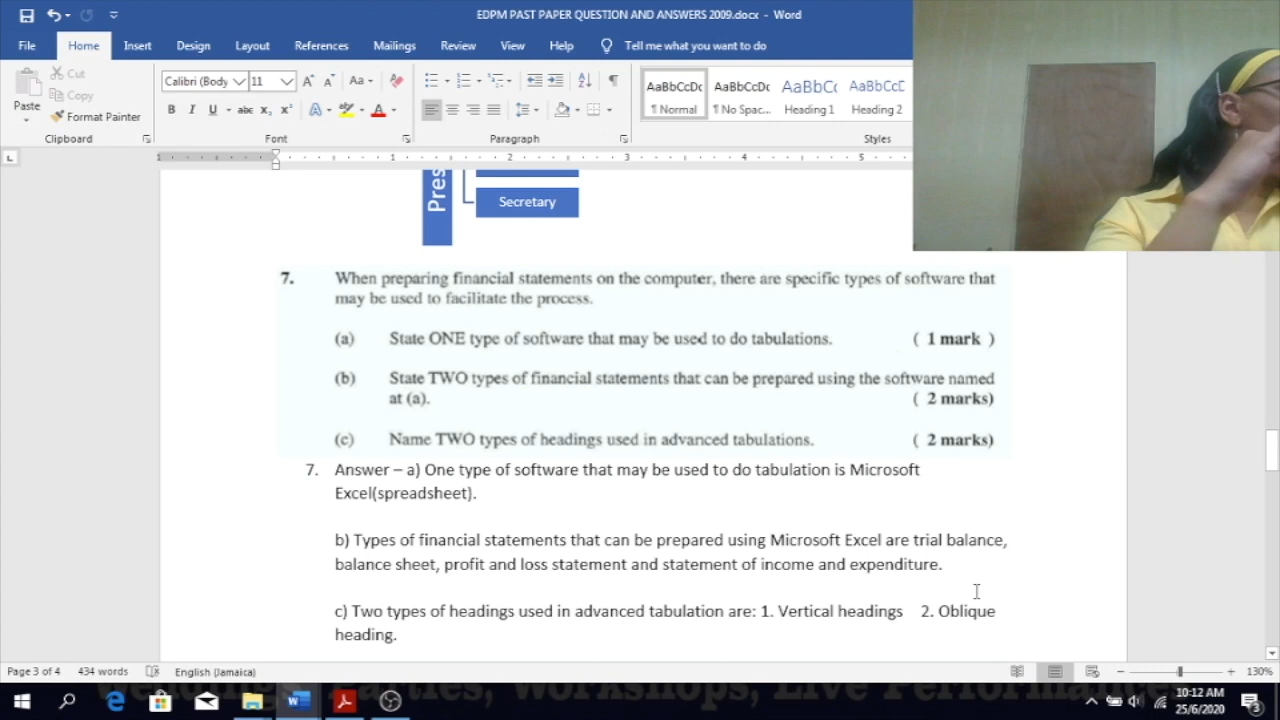 EDPM PAST PAPER QUESTION AND ANSWERS 2009.docx - Word
File Home Insert Design Layout References Mailings Review View Help Tell me what you want to do
Cut
Copy
Paste
Format Painter
Calibri (Body 11
AaBbCcDc AaBbCcDc AaBbCc AaBbCcD
¶ Normal ¶ No Spac... Heading 1 Heading 2
Clipboard Font Paragraph Styles
1 1 2 3 4 5
Pres
Secretary
7. When preparing financial statements on the computer, there are specific types of software that
may be used to facilitate the process.
(a) State ONE type of software that may be used to do tabulations. ( 1 mark )
(b) State TWO types of financial statements that can be prepared using the software named
at (a). ( 2 marks)
(c) Name TWO types of headings used in advanced tabulations. ( 2 marks)
7. Answer – a) One type of software that may be used to do tabulation is Microsoft
Excel(spreadsheet).
b) Types of financial statements that can be prepared using Microsoft Excel are trial balance,
balance sheet, profit and loss statement and statement of income and expenditure.
c) Two types of headings used in advanced tabulation are: 1. Vertical headings 2. Oblique
heading.
Page 3 of 4 434 words English (Jamaica) 130%
10:12 AM
25/6/2020